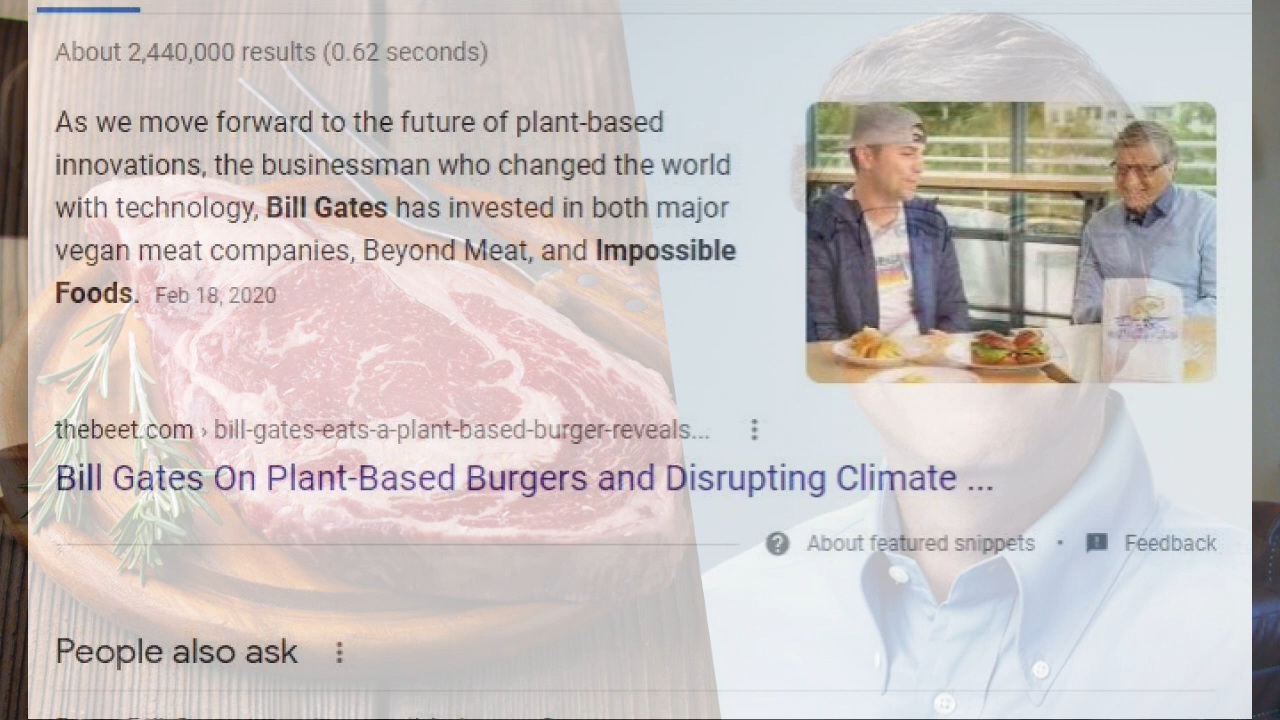 About 2,440,000 results (0.62 seconds)
As we move forward to the future of plant-based
innovations, the businessman who changed the world
with technology, Bill Gates has invested in both major
vegan meat companies, Beyond Meat, and Impossible
Foods. Feb 18, 2020
thebeet.com › bill-gates-eats-a-plant-based-burger-reveals...
Bill Gates On Plant-Based Burgers and Disrupting Climate ...
About featured snippets • Feedback
People also ask